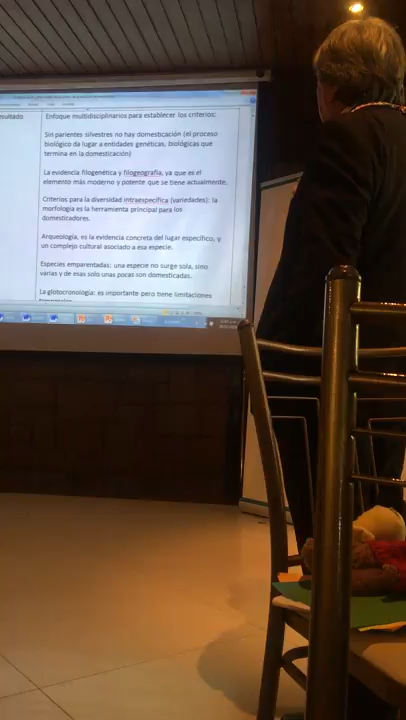 esultado
Enfoque multidisciplinarios para establecer los criterios:
Sin parientes silvestres no hay domesticación (el proceso
biológico da lugar a entidades genéticas, biológicas que
termina en la domesticación)
La evidencia filogenética y filogeografía, ya que es el
elemento más moderno y potente que se tiene actualmente.
Criterios para la diversidad intraespecífica (variedades): la
morfología es la herramienta principal para los
domesticadores.
Arqueología, es la evidencia concreta del lugar específico, y
un complejo cultural asociado a esa especie.
Especies emparentadas: una especie no surge sola, sino
varias y de esas solo unas pocas son domesticadas.
La glotocronología: es importante pero tiene limitaciones